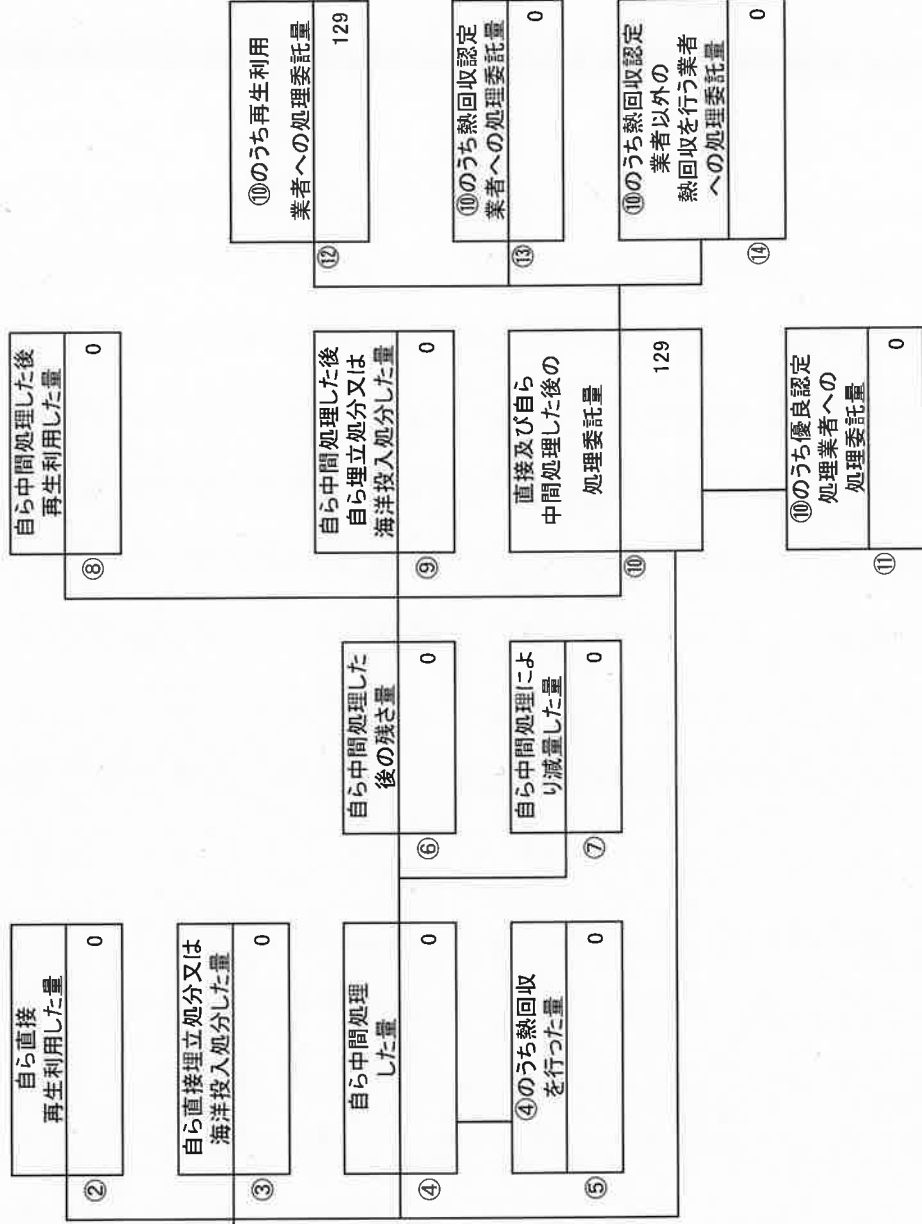 ②
自ら直接
再生利用した量
0
③
自ら直接埋立処分又は
海洋投入処分した量
0
④
自ら中間処理
した量
0
⑤
④のうち熱回収
を行った量
0
⑥
自ら中間処理した
後の残さ量
0
⑦
自ら中間処理によ
り減量した量
0
⑧
自ら中間処理した後
再生利用した量
0
⑨
自ら中間処理した後
自ら埋立処分又は
海洋投入処分した量
0
⑩
直接及び自ら
中間処理した後の
処理委託量
129
⑪
⑩のうち優良認定
処理業者への
処理委託量
0
⑫
⑩のうち再生利用
業者への処理委託量
129
⑬
⑩のうち熱回収認定
業者への処理委託量
0
⑭
⑩のうち熱回収認定
業者以外の
熱回収を行う業者
への処理委託量
0